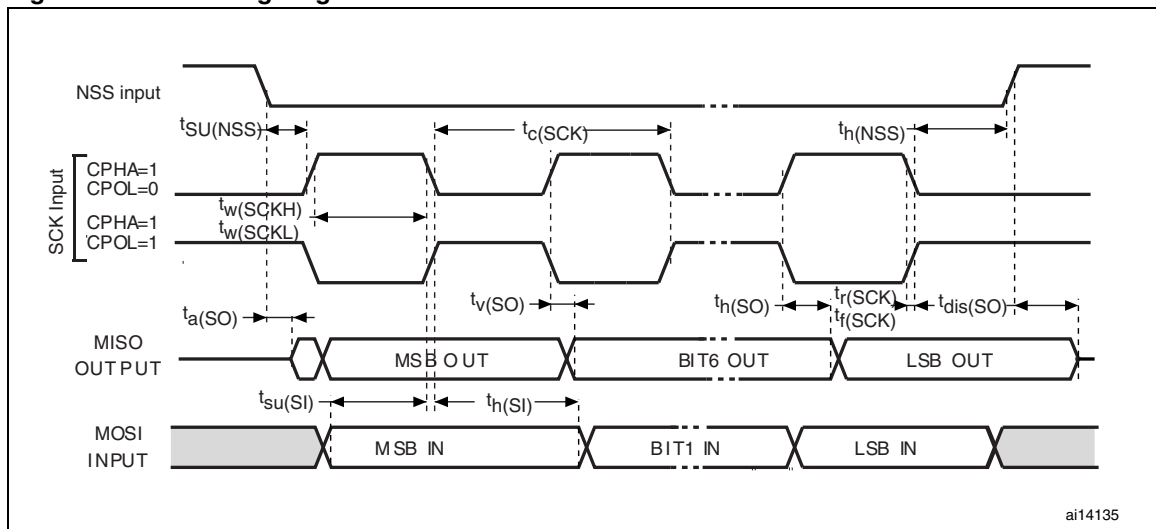 NSS input
tSU(NSS)
tc(SCK)
th(NSS)
SCK Input
CPHA=1
CPOL=0
CPHA=1
CPOL=1
tw(SCKH)
tw(SCKL)
ta(SO)
tv(SO)
th(SO)
tr(SCK)
tf(SCK)
tdis(SO)
MISO
OUTPUT
MSB OUT
BIT6 OUT
LSB OUT
tsu(SI)
th(SI)
MOSI
INPUT
MSB IN
BIT1 IN
LSB IN
ai14135